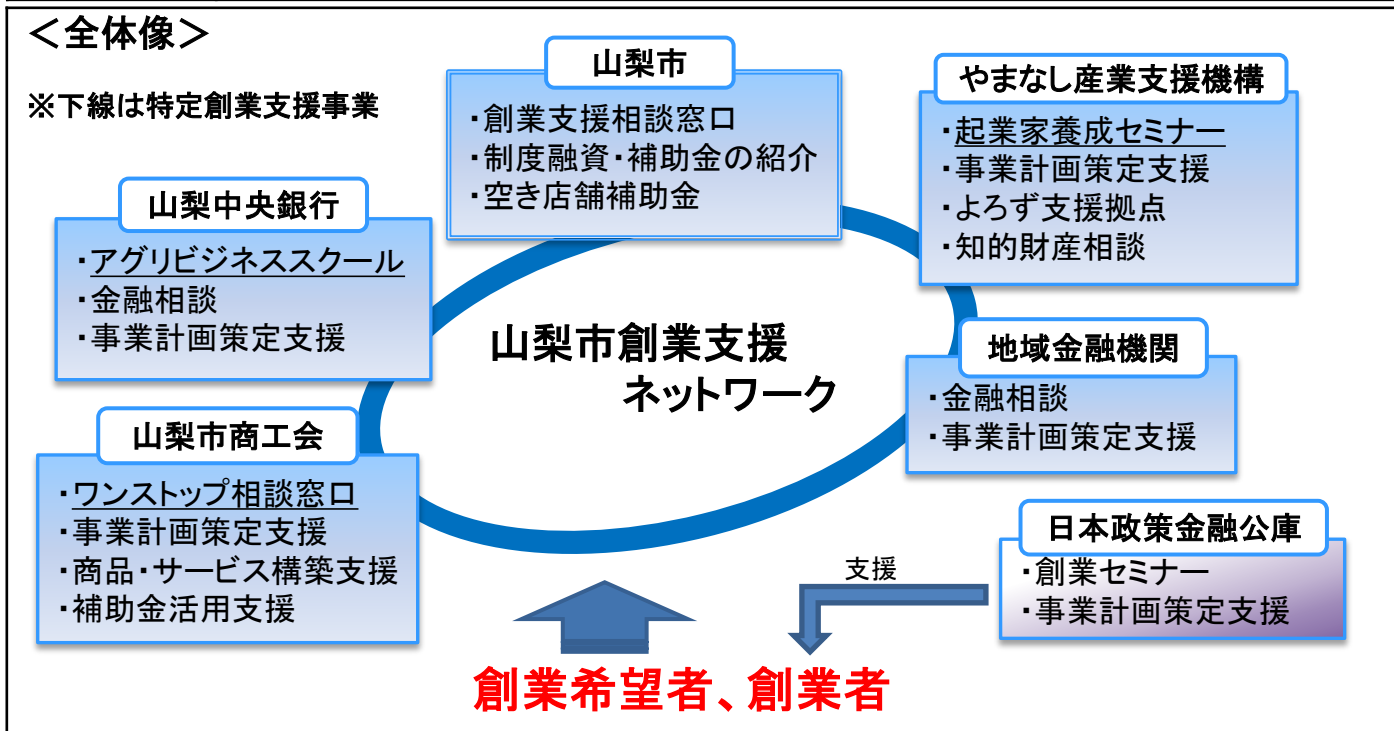 ＜全体像＞
※下線は特定創業支援事業
山梨市
・創業支援相談窓口
・制度融資・補助金の紹介
・空き店舗補助金
やまなし産業支援機構
・起業家養成セミナー
・事業計画策定支援
・よろず支援拠点
・知的財産相談
山梨中央銀行
・アグリビジネススクール
・金融相談
・事業計画策定支援
山梨市創業支援
ネットワーク
地域金融機関
・金融相談
・事業計画策定支援
山梨市商工会
・ワンストップ相談窓口
・事業計画策定支援
・商品・サービス構築支援
・補助金活用支援
日本政策金融公庫
・創業セミナー
・事業計画策定支援
支援
創業希望者、創業者